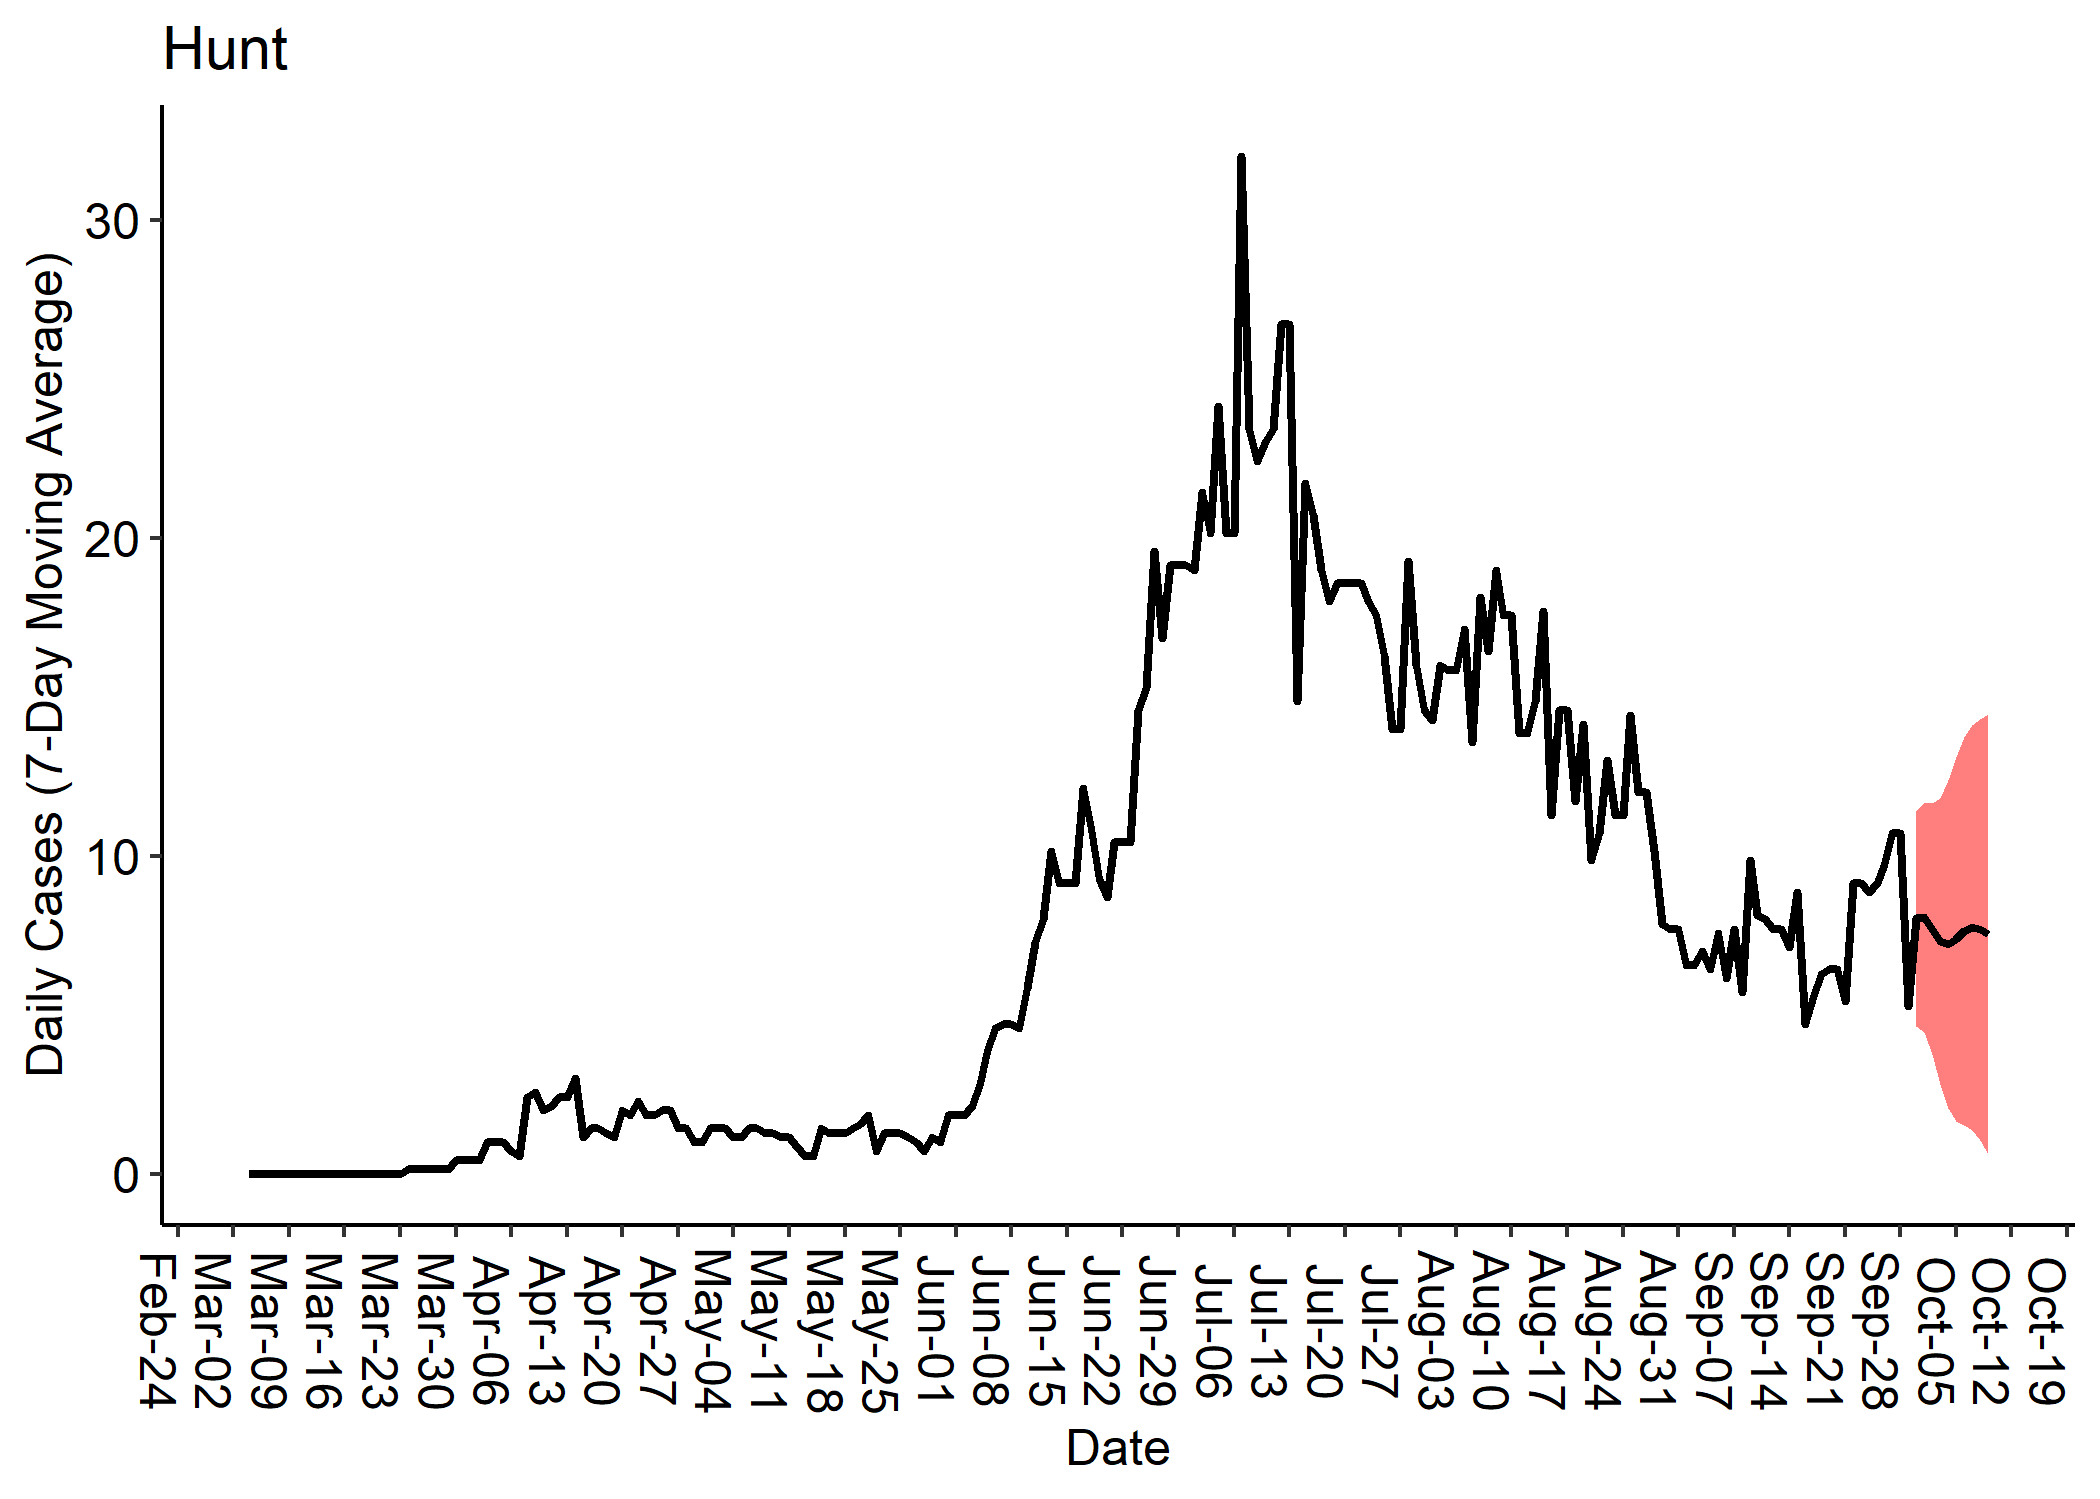 Hunt
Daily Cases (7-Day Moving Average)
30
20
10
0
Feb-24
Mar-02
Mar-09
Mar-16
Mar-23
Mar-30
Apr-06
Apr-13
Apr-20
Apr-27
May-04
May-11
May-18
May-25
Jun-01
Jun-08
Jun-15
Jun-22
Jun-29
Jul-06
Jul-13
Jul-20
Jul-27
Aug-03
Aug-10
Aug-17
Aug-24
Aug-31
Sep-07
Sep-14
Sep-21
Sep-28
Oct-05
Oct-12
Oct-19
Date